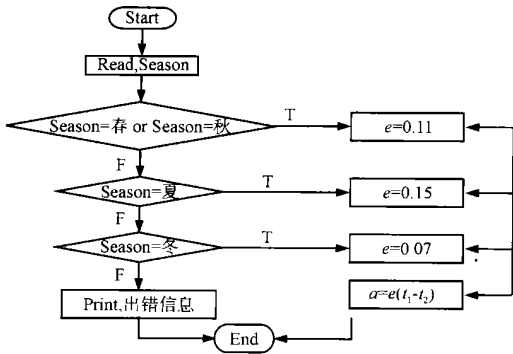 Start
Read,Season
Season=春 or Season=秋
T
e=0.11
F
Season=夏
T
e=0.15
F
Season=冬
T
e=0 07
F
Print,出错信息
a=e(t₁-t₂)
End